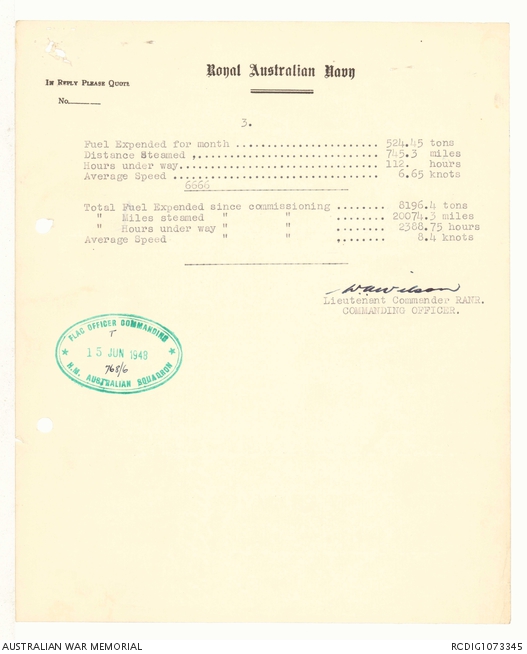 Royal Australian Navy
IN REPLY PLEASE QUOTE
No.
3.
Fuel Expended for month ........................ 524.45 tons
Distance Steamed ,.............................. 745.3 miles
Hours under way................................. 112. hours
Average Speed .................................. 6.65 knots
6666
Total Fuel Expended since commissioning ........ 8196.4 tons
" Miles steamed " " ........ 20074.3 miles
" Hours under way " " ........ 2388.75 hours
Average Speed " " ........ 8.4 knots
W.A. Wilson
Lieutenant Commander RANR.
COMMANDING OFFICER.
FLAG OFFICER COMMANDING
T
15 JUN 1948
768/6
H.M. AUSTRALIAN SQUADRON
AUSTRALIAN WAR MEMORIAL
RCDIG1073345